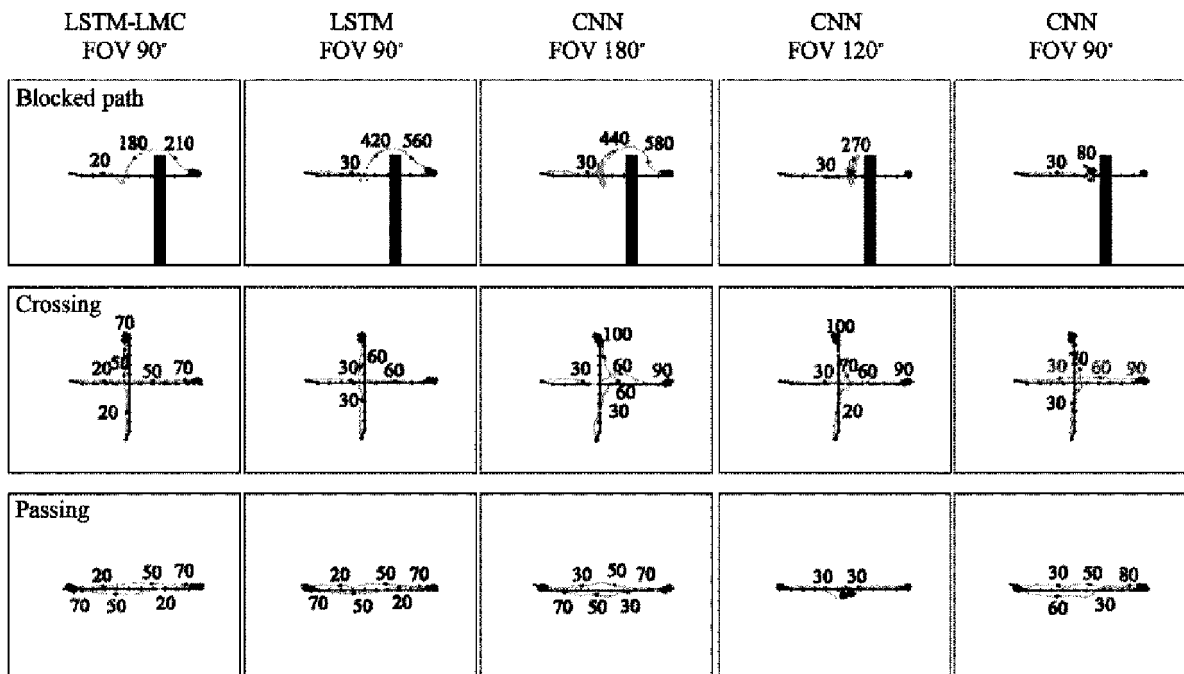 LSTM-LMC LSTM CNN CNN CNN
FOV 90° FOV 90° FOV 180° FOV 120° FOV 90°
Blocked path
180 210 420 560 440 580 270 80
20 30 30 30 30
Crossing
70 100 100
20 50 50 70 30 60 60 30 60 90 30 70 60 90 30 70 60 90
20 30 60 30 20 30
Passing
20 50 70 20 50 70 30 50 70 30 30 30 50 80
70 50 20 70 50 20 70 50 30 60 30